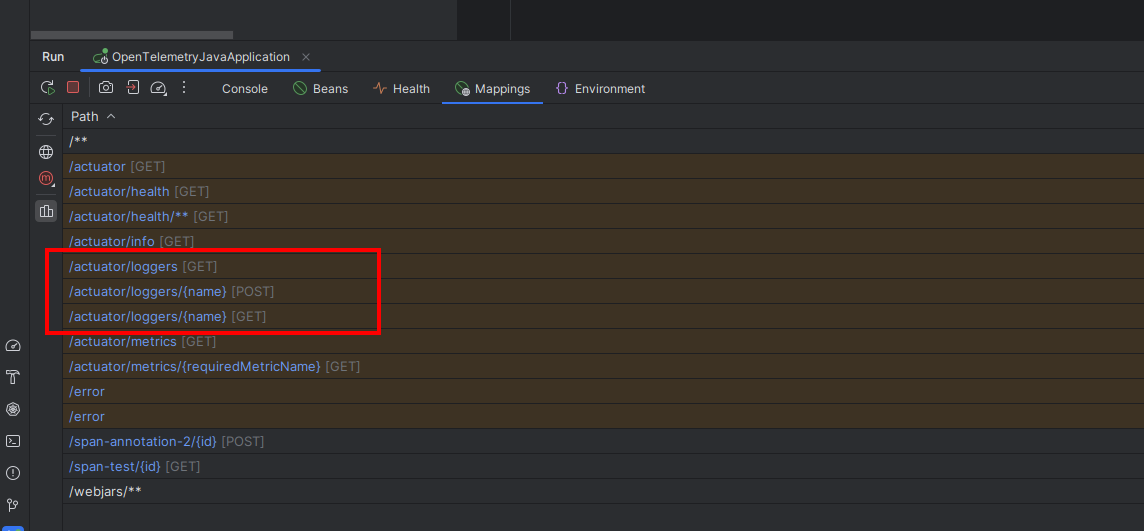 Run OpenTelemetryJavaApplication
Console Beans Health Mappings Environment
Path
/**
/actuator [GET]
/actuator/health [GET]
/actuator/health/** [GET]
/actuator/info [GET]
/actuator/loggers [GET]
/actuator/loggers/{name} [POST]
/actuator/loggers/{name} [GET]
/actuator/metrics [GET]
/actuator/metrics/{requiredMetricName} [GET]
/error
/error
/span-annotation-2/{id} [POST]
/span-test/{id} [GET]
/webjars/**